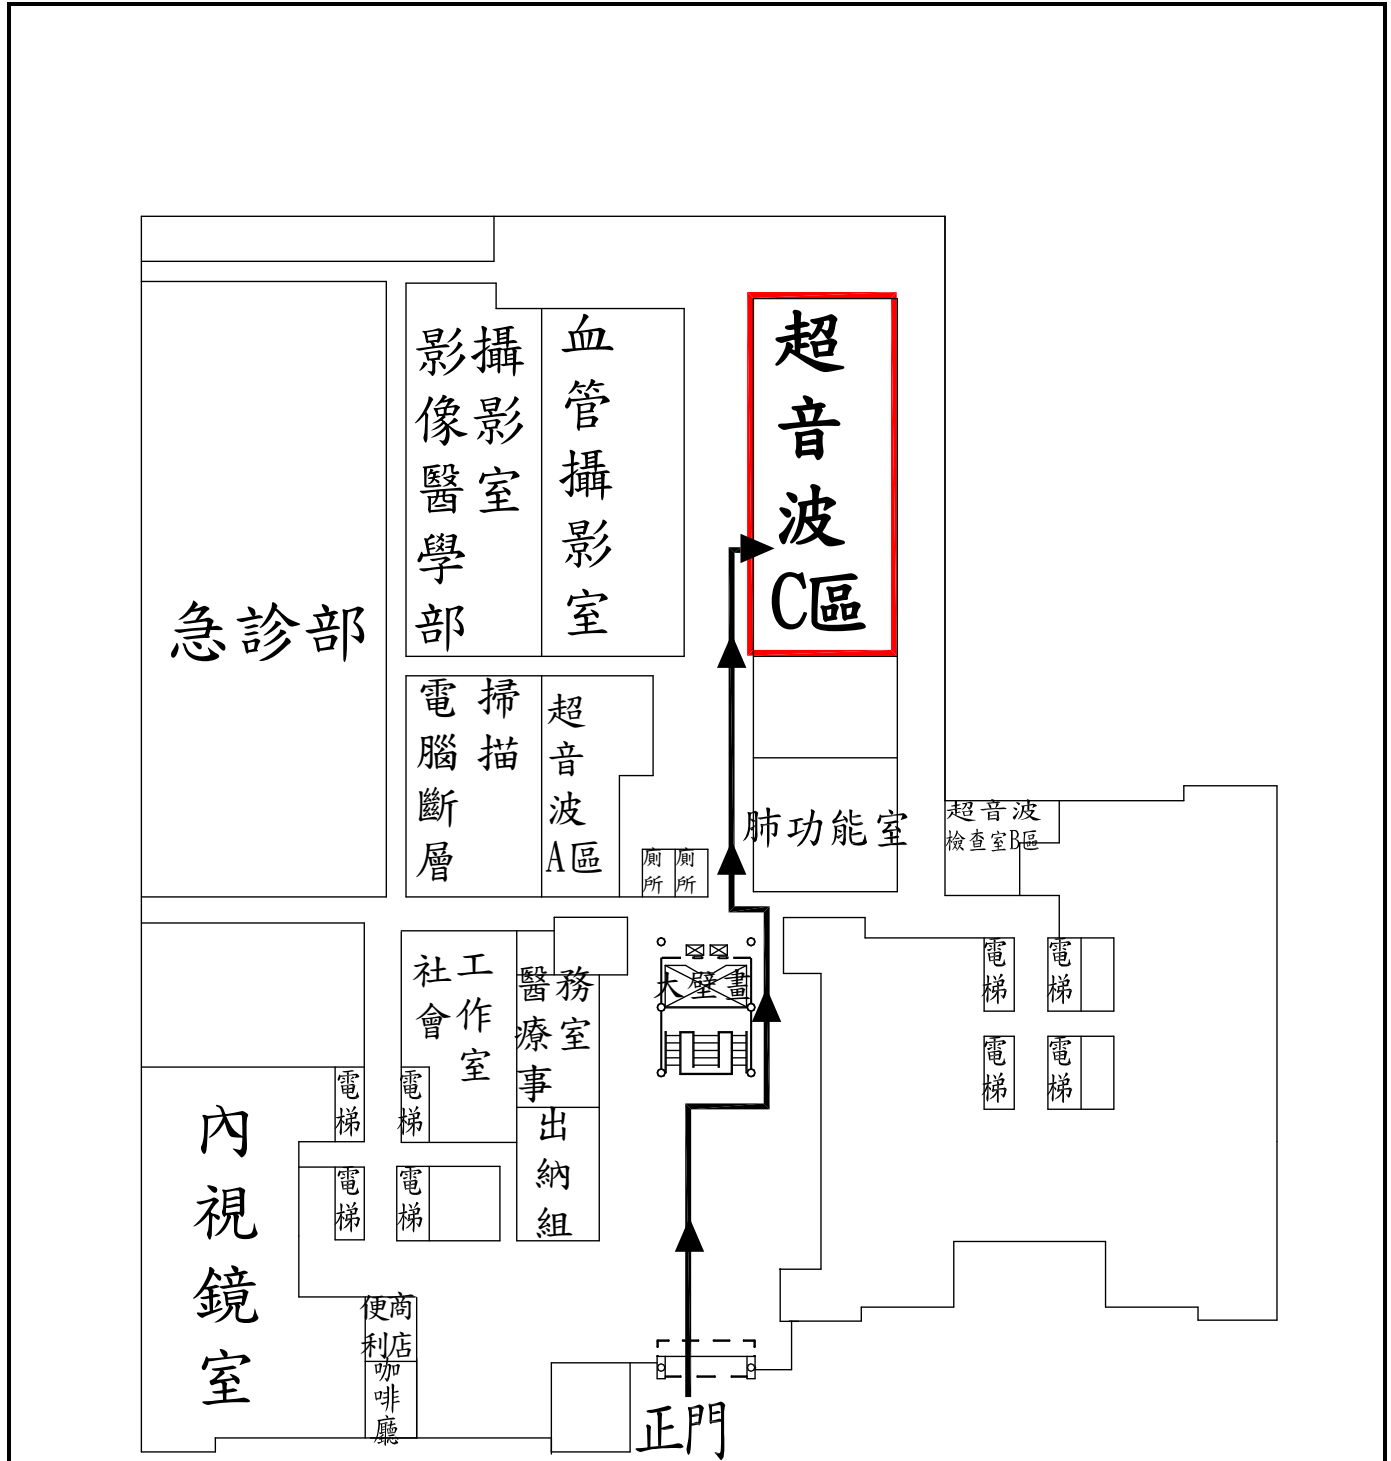 超音波C區
影像醫學部
攝影室
血管攝影室
急診部
電腦斷層
掃描
超音波A區
肺功能室
超音波
檢查室B區
廁所
廁所
社會
工作室
醫療事
務室
大壁畫
電梯
電梯
電梯
電梯
電梯
電梯
電梯
電梯
出納組
內視鏡室
便利
商店
咖啡廳
正門